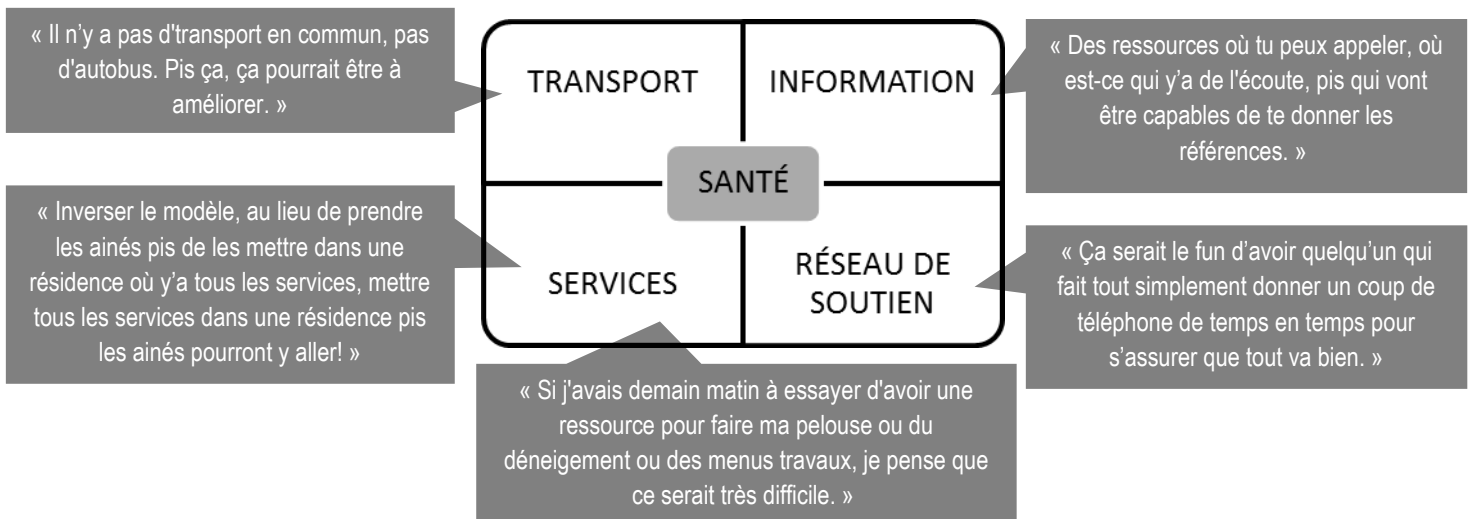 « Il n’y a pas d'transport en commun, pas
d'autobus. Pis ça, ça pourrait être à
améliorer. »
TRANSPORT
INFORMATION
« Des ressources où tu peux appeler, où
est-ce qui y’a de l'écoute, pis qui vont
être capables de te donner les
références. »
SANTÉ
« Inverser le modèle, au lieu de prendre
les ainés pis de les mettre dans une
résidence où y’a tous les services, mettre
tous les services dans une résidence pis
les ainés pourront y aller! »
SERVICES
RÉSEAU DE
SOUTIEN
« Ça serait le fun d’avoir quelqu’un qui
fait tout simplement donner un coup de
téléphone de temps en temps pour
s’assurer que tout va bien. »
« Si j'avais demain matin à essayer d'avoir une
ressource pour faire ma pelouse ou du
déneigement ou des menus travaux, je pense que
ce serait très difficile. »